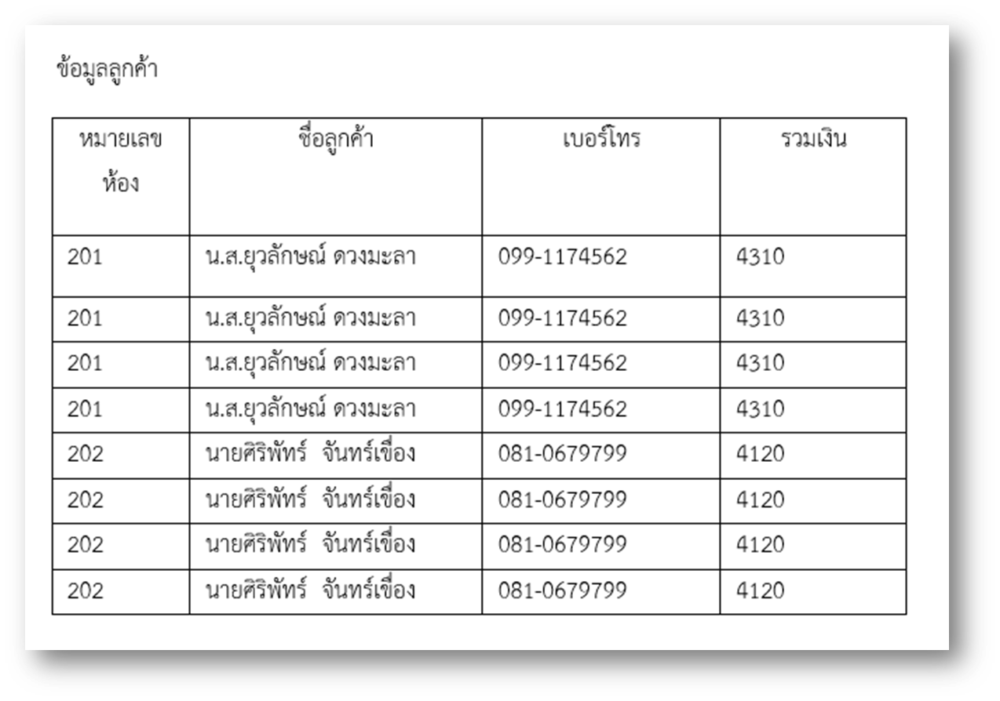 ข้อมูลลูกค้า
หมายเลข ชื่อลูกค้า เบอร์โทร รวมเงิน
ห้อง
201 น.ส.ยุวลักษณ์ ดวงมะลา 099-1174562 4310
201 น.ส.ยุวลักษณ์ ดวงมะลา 099-1174562 4310
201 น.ส.ยุวลักษณ์ ดวงมะลา 099-1174562 4310
201 น.ส.ยุวลักษณ์ ดวงมะลา 099-1174562 4310
202 นายศิริพัทร์ จันทร์เขื่อง 081-0679799 4120
202 นายศิริพัทร์ จันทร์เขื่อง 081-0679799 4120
202 นายศิริพัทร์ จันทร์เขื่อง 081-0679799 4120
202 นายศิริพัทร์ จันทร์เขื่อง 081-0679799 4120